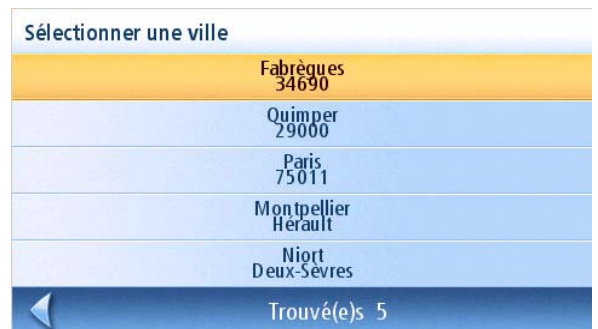 Sélectionner une ville
Fabrègues
34690
Quimper
29000
Paris
75011
Montpellier
Hérault
Niort
Deux-Sèvres
Trouvé(e)s 5